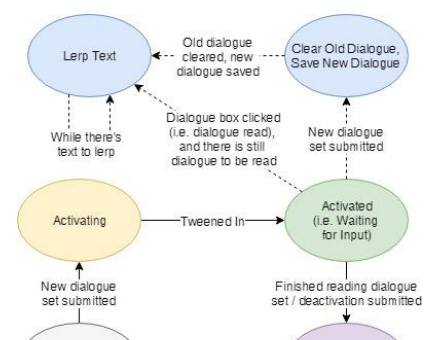 Lerp Text
Old dialogue
cleared, new
dialogue saved
Clear Old Dialogue,
Save New Dialogue
While there's
text to lerp
Dialogue box clicked
(i.e. dialogue read),
and there is still
dialogue to be read
New dialogue
set submitted
Activating
Tweened In
Activated
(i.e. Waiting
for Input)
New dialogue
set submitted
Finished reading dialogue
set / deactivation submitted